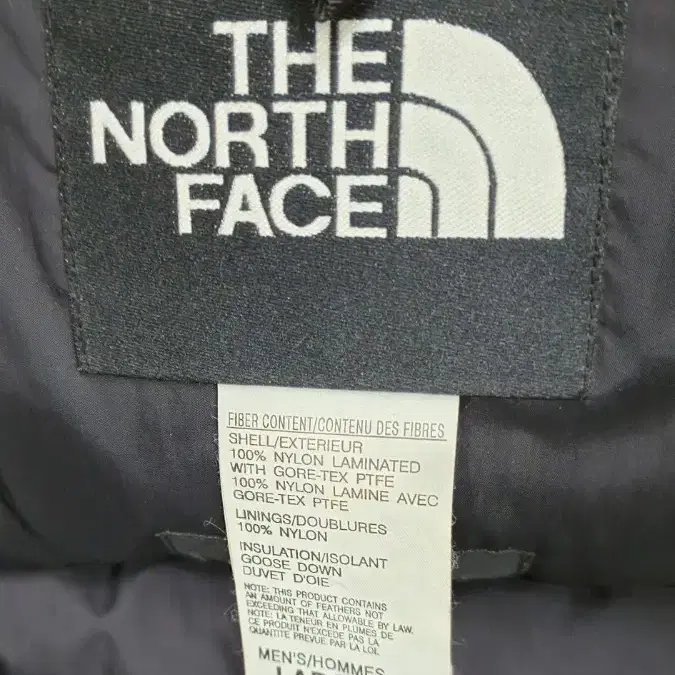 THE
NORTH
FACE
FIBER CONTENT/CONTENU DES FIBRES
SHELL/EXTERIEUR
100% NYLON LAMINATED
WITH GORE-TEX PTFE
100% NYLON LAMINE AVEC
GORE-TEX PTFE
LININGS/DOUBLURES
100% NYLON
INSULATION/ISOLANT
GOOSE DOWN
DUVET D'OIE
NOTE: THIS PRODUCT CONTAINS
AN AMOUNT OF FEATHERS NOT
EXCEEDING THAT ALLOWABLE BY LAW.
NOTE: LA TENEUR EN PLUMES DE
CE PRODUIT N'EXCEDE PAS LA
QUANTITE PREVUE PAR LA LOI.
MEN'S/HOMMES